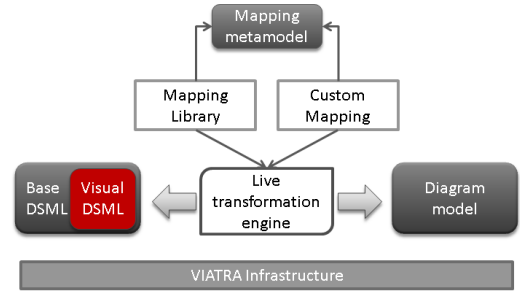 Mapping
metamodel
Mapping
Library
Custom
Mapping
Base
DSML
Visual
DSML
Live
transformation
engine
Diagram
model
VIATRA Infrastructure